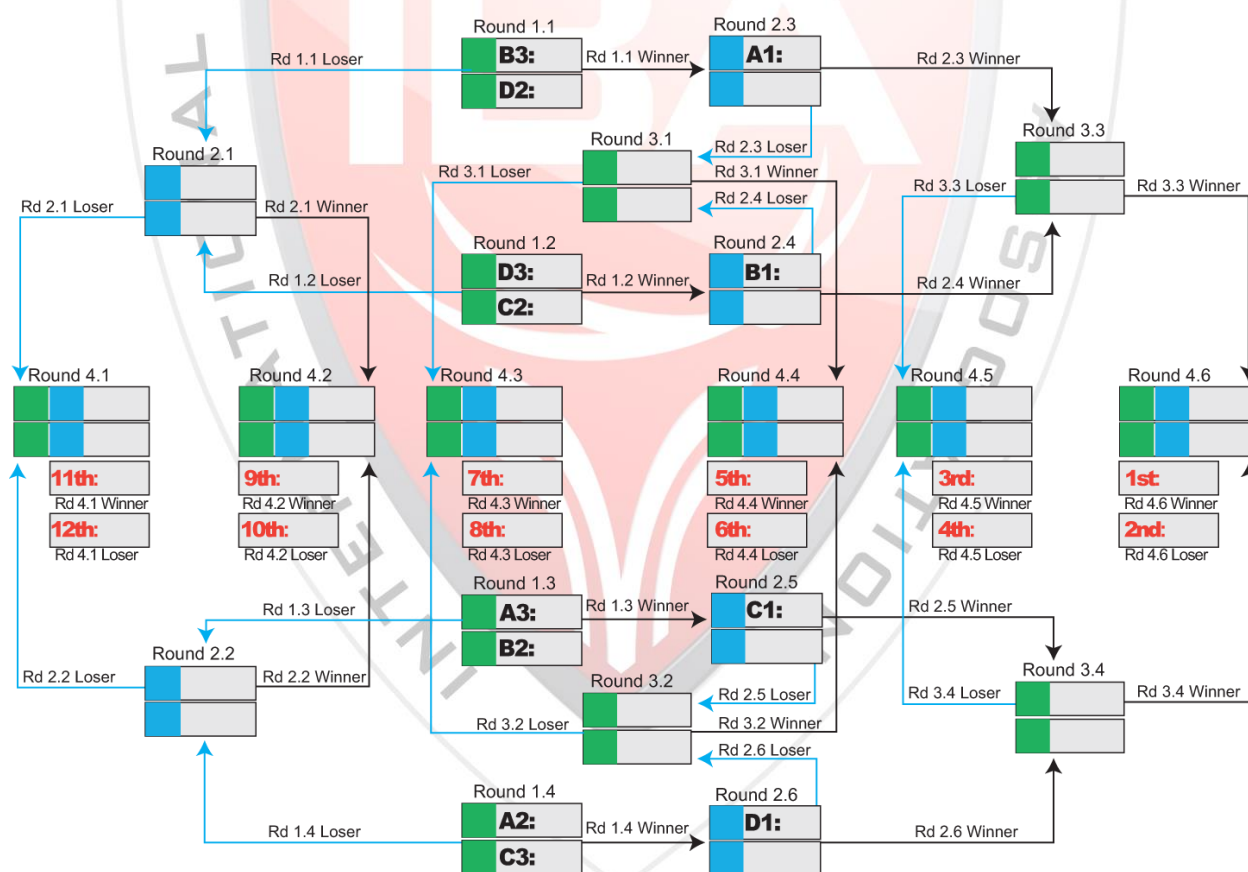 Round 1.1
Round 2.3
B3:
Rd 1.1 Winner
A1:
Rd 2.3 Winner
Rd 1.1 Loser
D2:
Round 3.3
Round 2.1
Round 3.1
Rd 2.3 Loser
Rd 3.1 Loser
Rd 3.1 Winner
Rd 3.3 Loser
Rd 3.3 Winner
Rd 2.1 Loser
Rd 2.1 Winner
Rd 2.4 Loser
Round 1.2
Round 2.4
D3:
B1:
Rd 1.2 Loser
Rd 1.2 Winner
Rd 2.4 Winner
C2:
Round 4.1
Round 4.2
Round 4.3
Round 4.4
Round 4.5
Round 4.6
11th:
9th:
7th:
5th:
3rd:
1st:
Rd 4.1 Winner
Rd 4.2 Winner
Rd 4.3 Winner
Rd 4.4 Winner
Rd 4.5 Winner
Rd 4.6 Winner
12th:
10th:
8th:
6th:
4th:
2nd:
Rd 4.1 Loser
Rd 4.2 Loser
Rd 4.3 Loser
Rd 4.4 Loser
Rd 4.5 Loser
Rd 4.6 Loser
Round 1.3
Round 2.5
Rd 1.3 Loser
A3:
Rd 1.3 Winner
C1:
Rd 2.5 Winner
B2:
Round 2.2
Round 3.2
Round 3.4
Rd 2.2 Loser
Rd 2.2 Winner
Rd 2.5 Loser
Rd 3.4 Loser
Rd 3.4 Winner
Rd 3.2 Loser
Rd 3.2 Winner
Rd 2.6 Loser
Round 1.4
Round 2.6
A2:
D1:
Rd 1.4 Loser
Rd 1.4 Winner
Rd 2.6 Winner
C3:
IBA